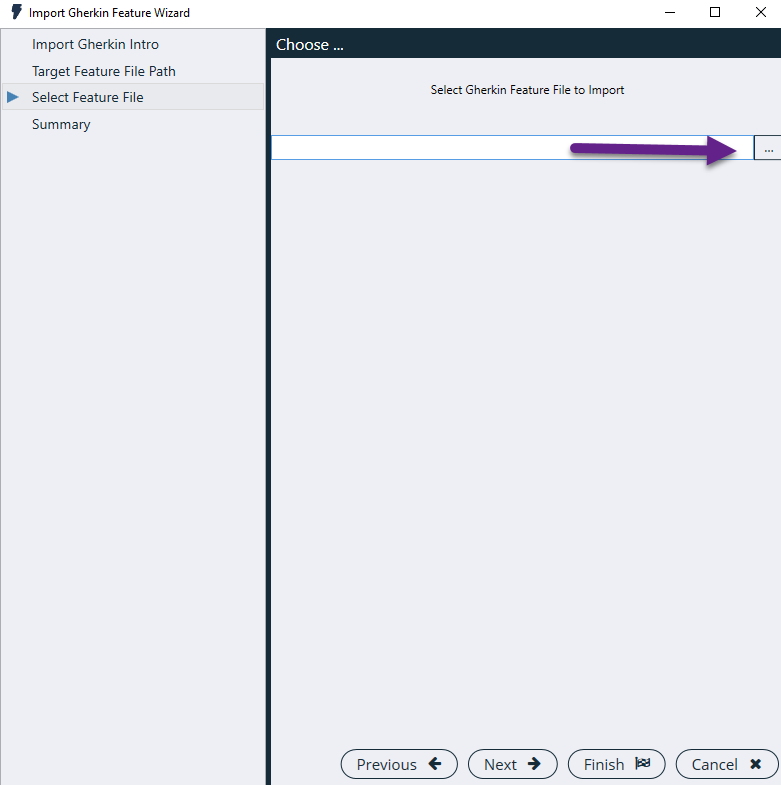 Import Gherkin Feature Wizard
Import Gherkin Intro
Target Feature File Path
Select Feature File
Summary
Choose ...
Select Gherkin Feature File to Import
...
Previous
Next
Finish
Cancel